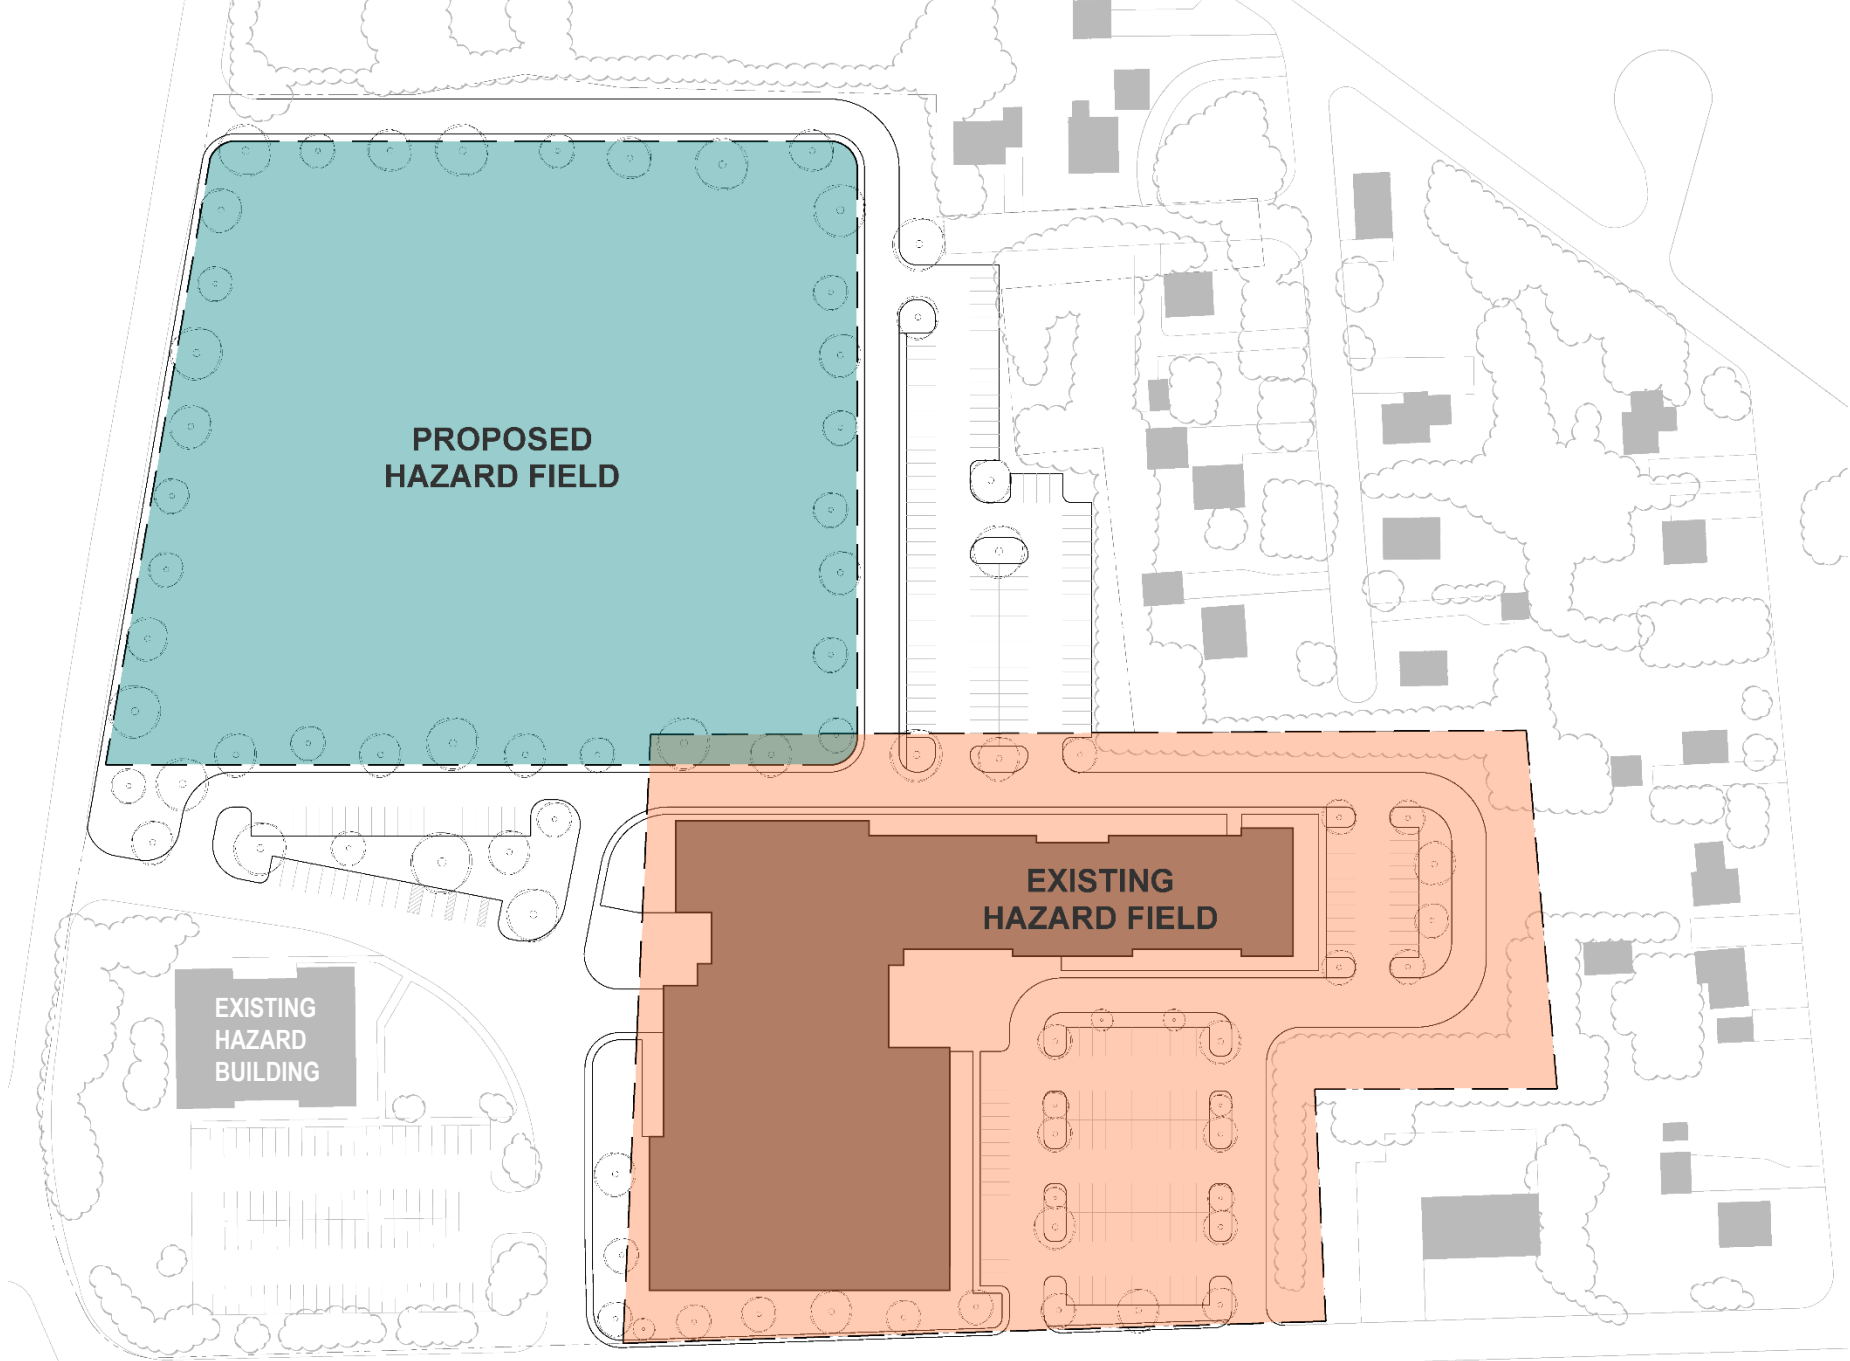 PROPOSED
HAZARD FIELD
EXISTING
HAZARD FIELD
EXISTING
HAZARD
BUILDING